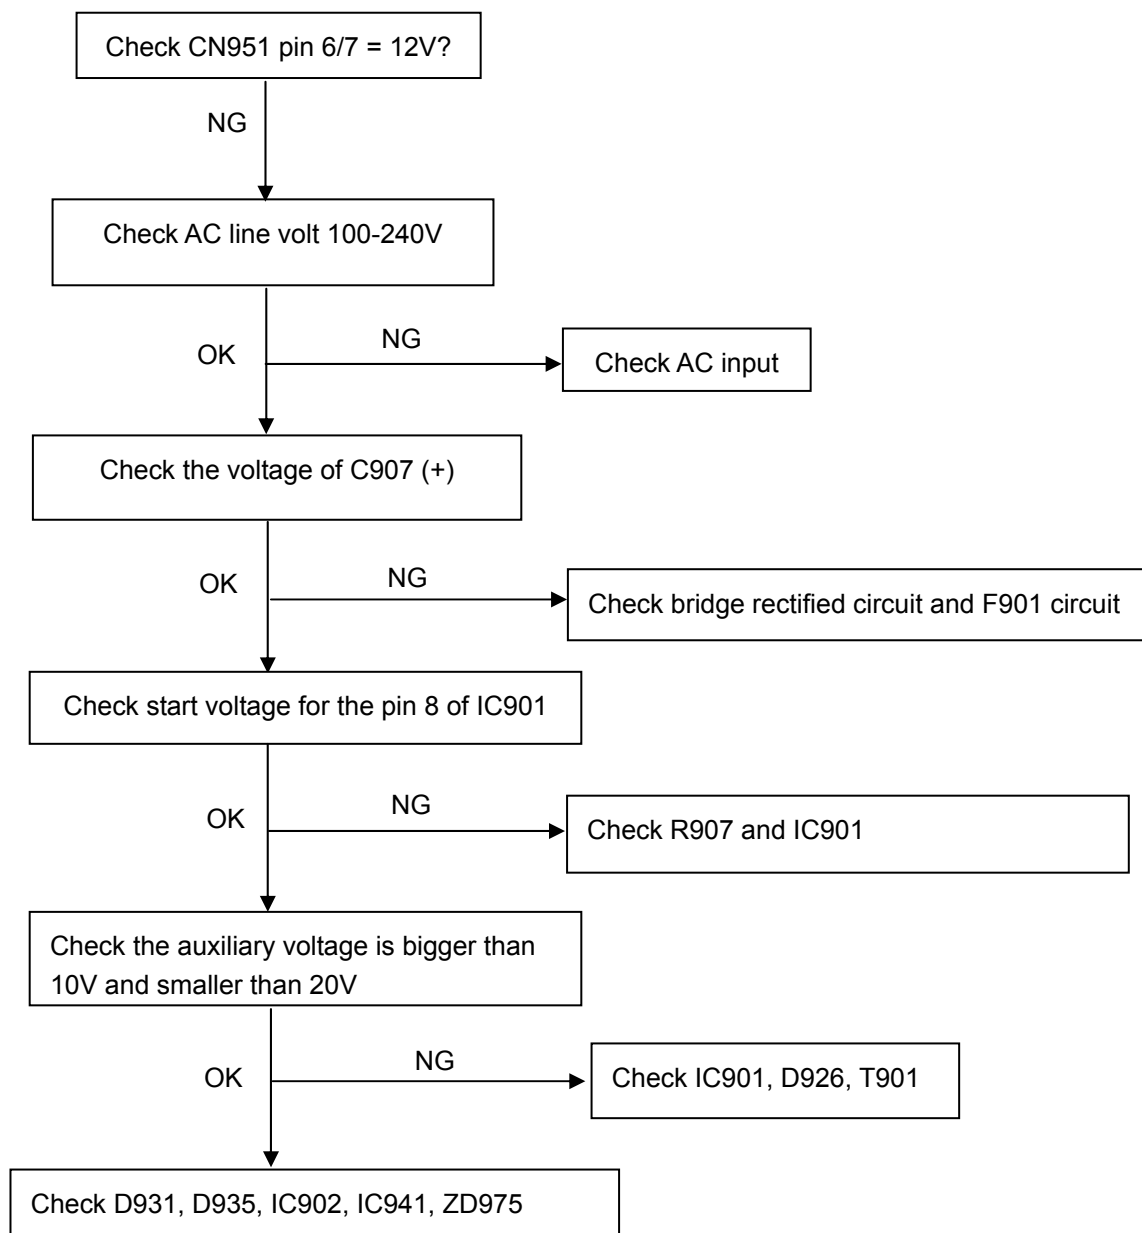 Check CN951 pin 6/7 = 12V?
NG
Check AC line volt 100-240V
NG
OK
Check AC input
Check the voltage of C907 (+)
NG
OK
Check bridge rectified circuit and F901 circuit
Check start voltage for the pin 8 of IC901
NG
OK
Check R907 and IC901
Check the auxiliary voltage is bigger than
10V and smaller than 20V
NG
OK
Check IC901, D926, T901
Check D931, D935, IC902, IC941, ZD975